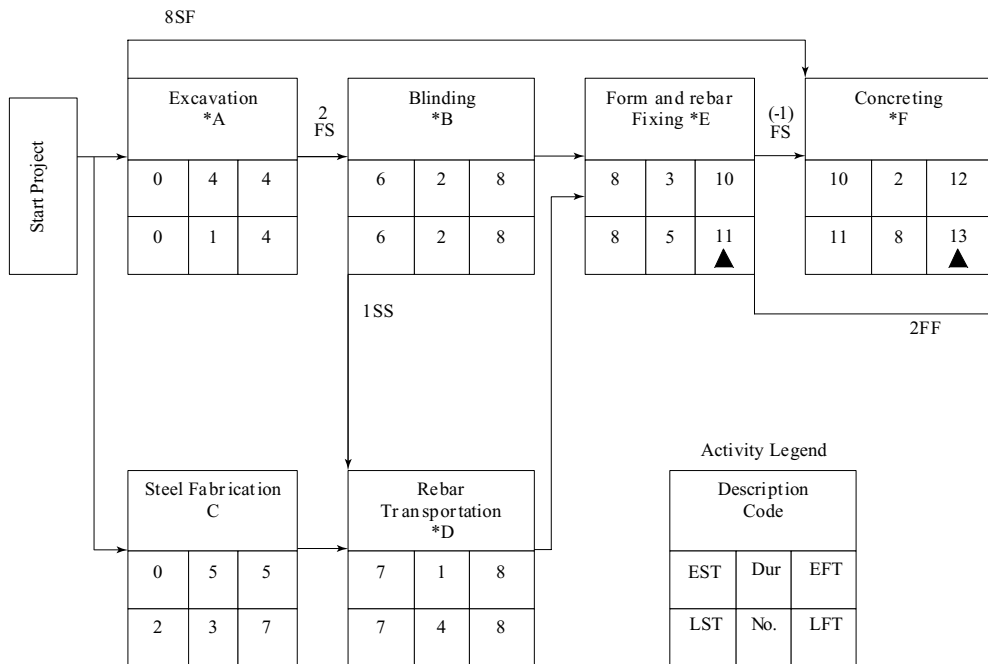 8SF
Start Project
Excavation
*A
0 4 4
0 1 4
2
FS
Blinding
*B
6 2 8
6 2 8
Form and rebar
Fixing *E
8 3 10
8 5 11
(-1)
FS
Concreting
*F
10 2 12
11 8 13
1SS
2FF
Steel Fabrication
C
0 5 5
2 3 7
Rebar
Transportation
*D
7 1 8
7 4 8
Activity Legend
Description
Code
EST Dur EFT
LST No. LFT